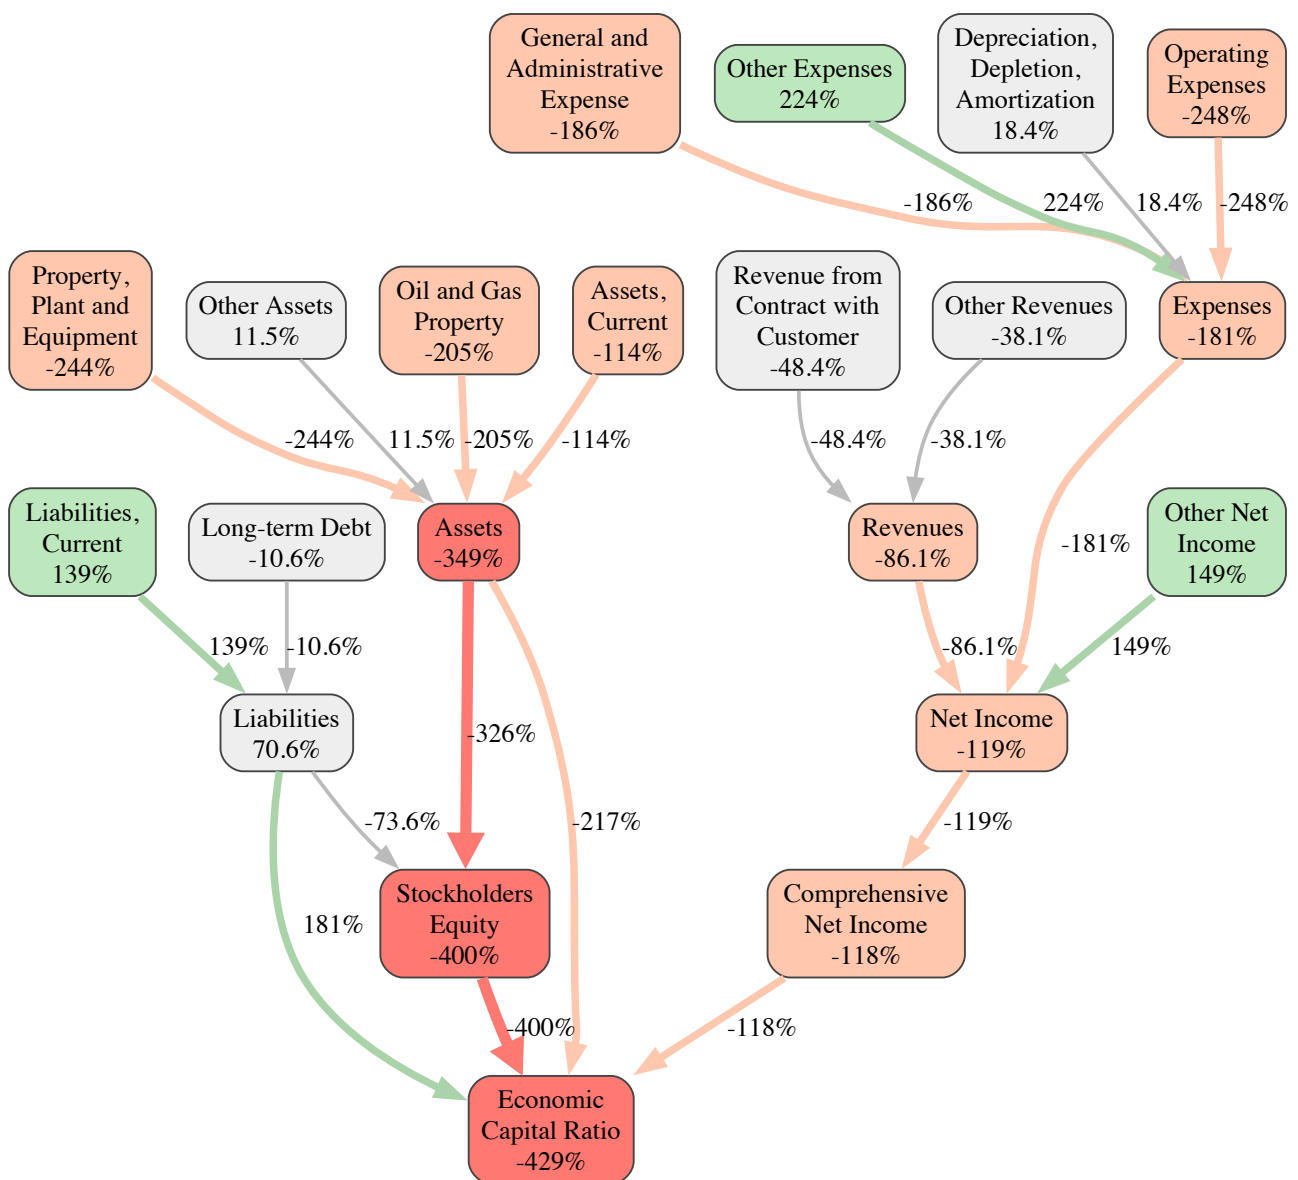 General and
Administrative
Expense
-186%
Other Expenses
224%
Depreciation,
Depletion,
Amortization
18.4%
Operating
Expenses
-248%
-186%
224%
18.4%
-248%
Property,
Plant and
Equipment
-244%
Other Assets
11.5%
Oil and Gas
Property
-205%
Assets,
Current
-114%
Revenue from
Contract with
Customer
-48.4%
Other Revenues
-38.1%
Expenses
-181%
-244%
11.5%
-205%
-114%
-48.4%
-38.1%
Liabilities,
Current
139%
Long-term Debt
-10.6%
Assets
-349%
Revenues
-86.1%
-181%
Other Net
Income
149%
139%
-10.6%
-86.1%
149%
Liabilities
70.6%
-326%
Net Income
-119%
-73.6%
-217%
-119%
181%
Stockholders
Equity
-400%
Comprehensive
Net Income
-118%
-400%
-118%
Economic
Capital Ratio
-429%